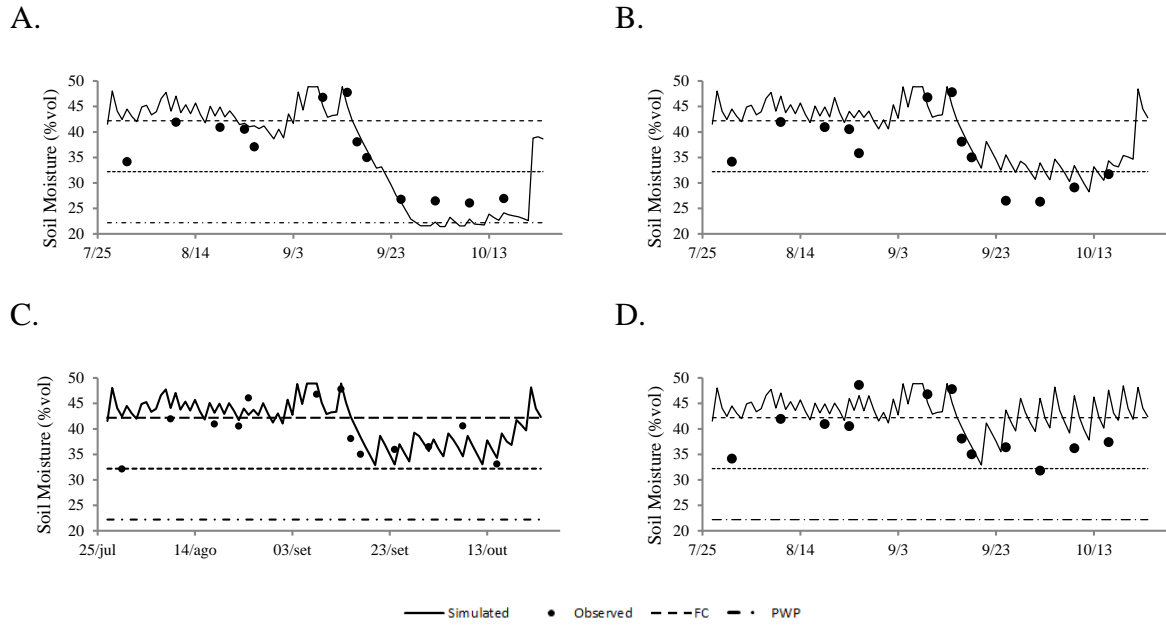 A.
Soil Moisture (%vol)
50
45
40
35
30
25
20
7/25 8/14 9/3 9/23 10/13
B.
Soil Moisture (%vol)
50
45
40
35
30
25
20
7/25 8/14 9/3 9/23 10/13
C.
Soil Moisture (%vol)
50
45
40
35
30
25
20
25/jul 14/ago 03/set 23/set 13/out
D.
Soil Moisture (%vol)
50
45
40
35
30
25
20
7/25 8/14 9/3 9/23 10/13
Simulated Observed FC PWP